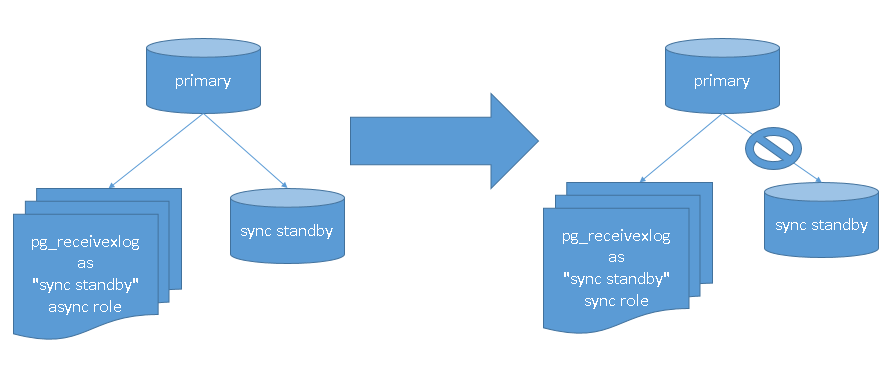 primary
pg_receivexlog
as
"sync standby"
async role
sync standby
primary
pg_receivexlog
as
"sync standby"
sync role
sync standby